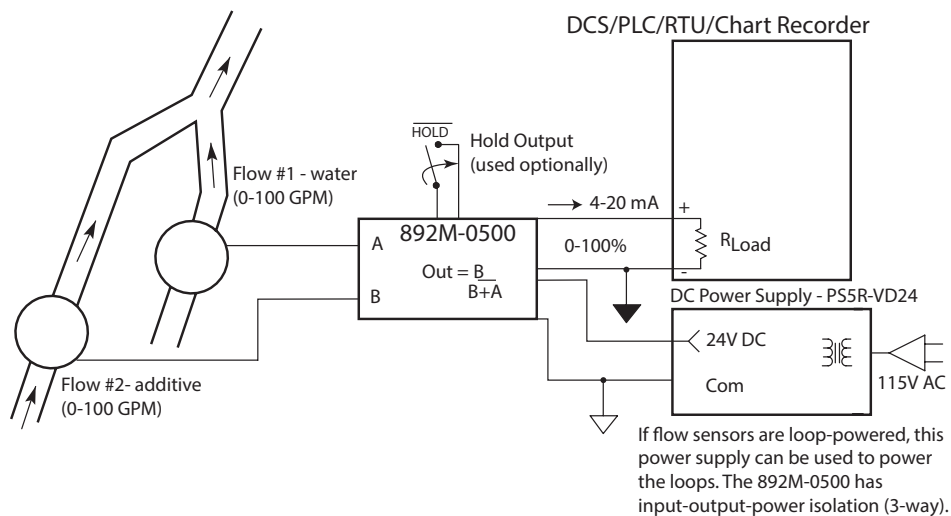 DCS/PLC/RTU/Chart Recorder
HOLD
Hold Output
(used optionally)
Flow #1 - water
(0-100 GPM)
4-20 mA
+
892M-0500
A
0-100%
RLoad
Out = B
B+A
-
B
DC Power Supply - PS5R-VD24
24V DC
Com
115V AC
Flow #2- additive
(0-100 GPM)
If flow sensors are loop-powered, this
power supply can be used to power
the loops. The 892M-0500 has
input-output-power isolation (3-way).